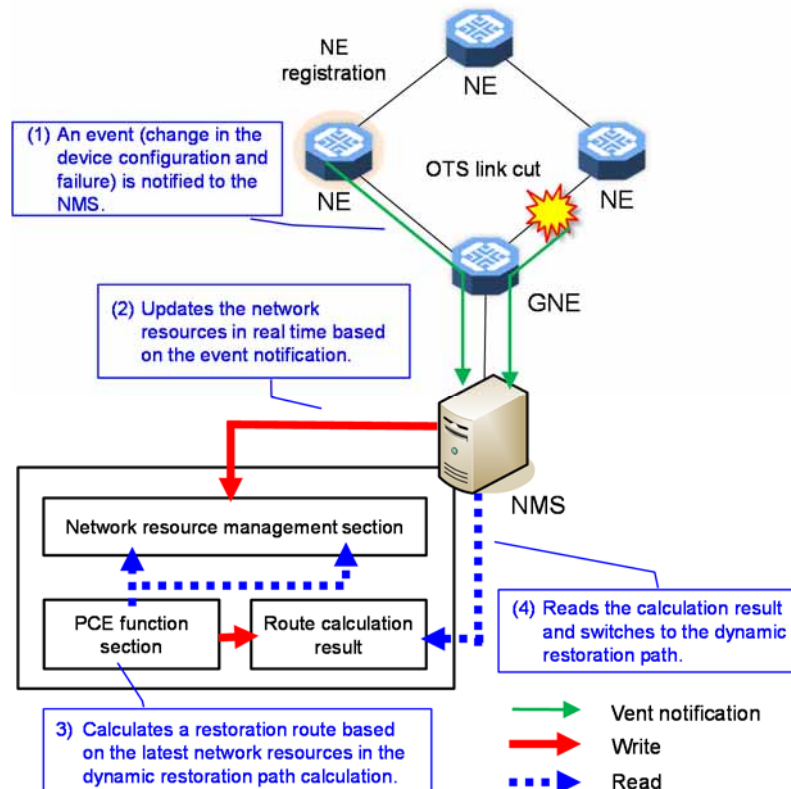 NE
registration
NE
(1) An event (change in the
device configuration and
failure) is notified to the
NMS.
NE
OTS link cut
NE
GNE
(2) Updates the network
resources in real time based
on the event notification.
NMS
Network resource management section
PCE function
section
Route calculation
result
(4) Reads the calculation result
and switches to the dynamic
restoration path.
3) Calculates a restoration route based
on the latest network resources in the
dynamic restoration path calculation.
Vent notification
Write
Read